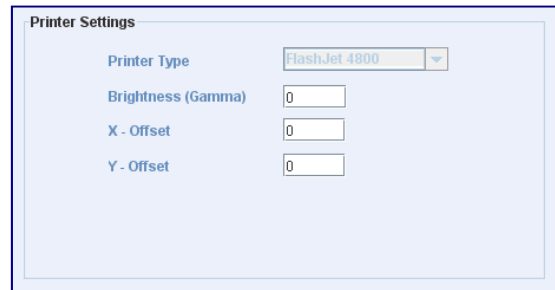 Printer Settings
Printer Type FlashJet 4800
Brightness (Gamma) 0
X - Offset 0
Y - Offset 0